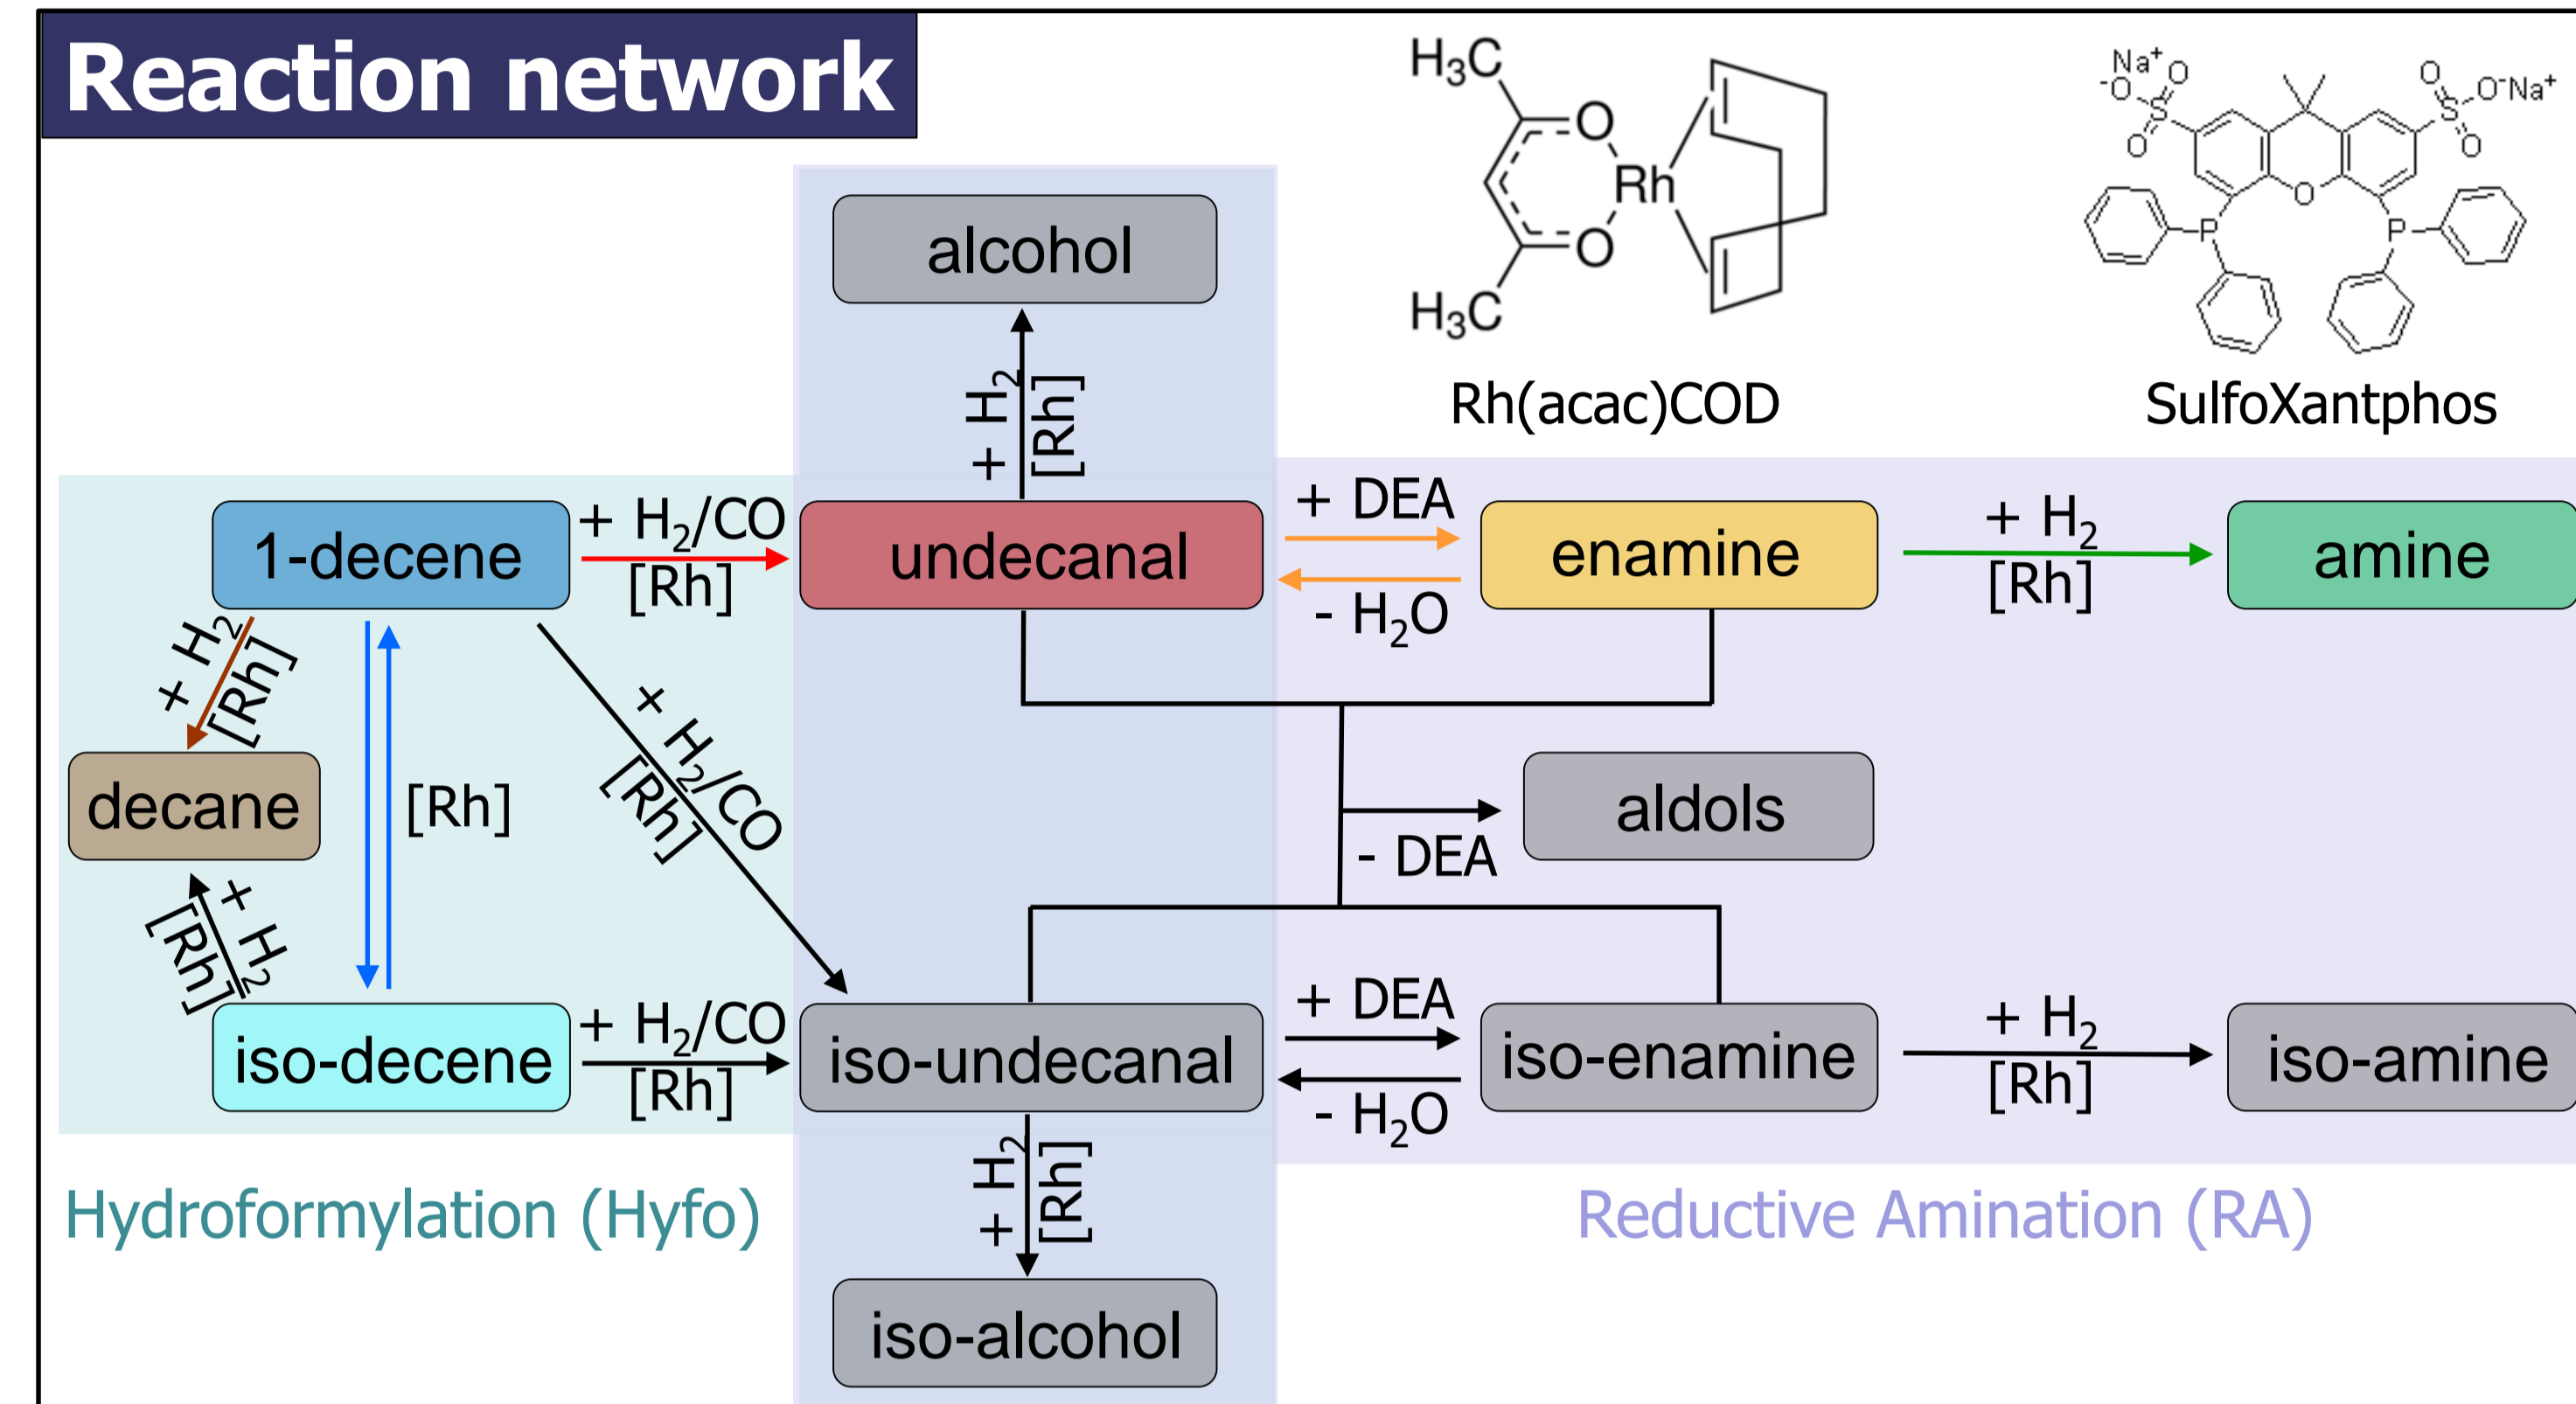 Reaction network
H₃C
O
Rh
O
H₃C
Rh(acac)COD
Na⁺
⁻O
O
S
O
O
S
O⁻Na⁺
O
O
P
P
SulfoXantphos
alcohol
+ H₂
[Rh]
1-decene
+ H₂/CO
[Rh]
undecanal
+ DEA
- H₂O
enamine
+ H₂
[Rh]
amine
+ H₂
[Rh]
decane
[Rh]
+ H₂/CO
[Rh]
aldols
- DEA
+ H₂
[Rh]
iso-decene
+ H₂/CO
[Rh]
iso-undecanal
+ DEA
- H₂O
iso-enamine
+ H₂
[Rh]
iso-amine
+ H₂
[Rh]
Hydroformylation (Hyfo)
Reductive Amination (RA)
iso-alcohol